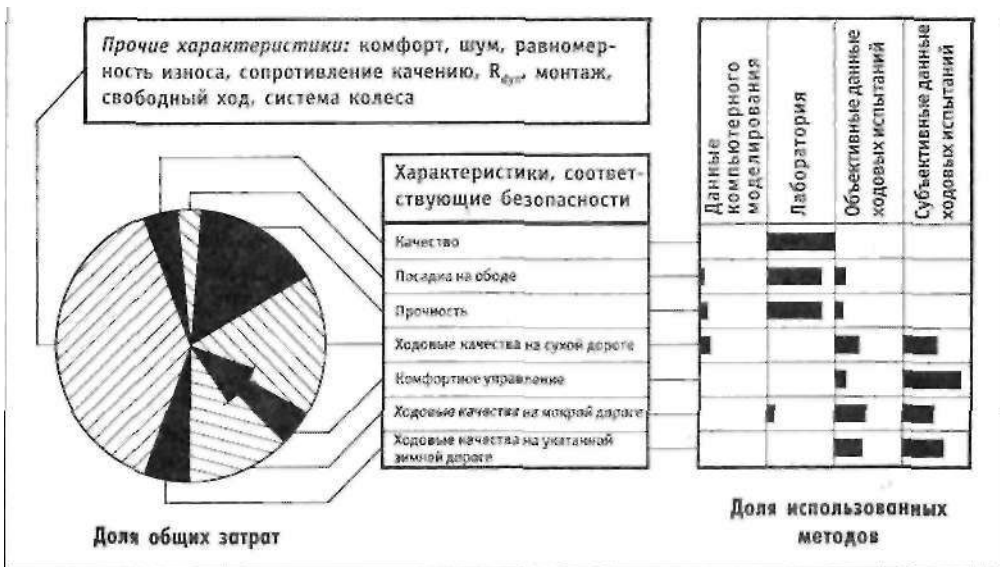 Прочие характеристики: комфорт, шум, равномер-
ность износа, сопротивление качению, R монтаж,
свободный ход, система колеса
Характеристики, соответ-
ствующие безопасности
Качество
Посадка на ободе
Прочность
Ходовые качества на сухой дороге
Комфортное управление
Ходовые качества на мокрой дороге
Ходовые качества на укатанной
зимной дороге
Данные
компьютерного
моделирования
Лаборатория
Объективные данные
ходовых испытаний
Субъективные данные
ходовых испытаний
Доля общих затрат
Доля использованных
методов